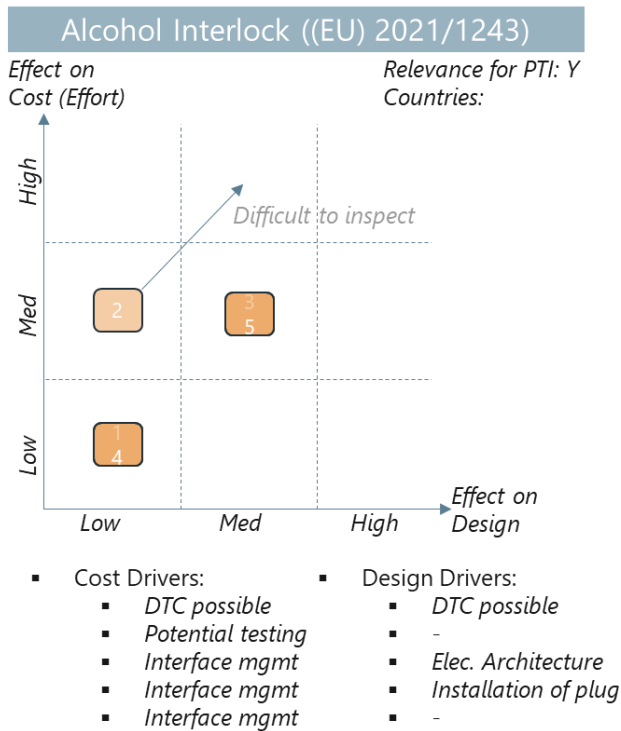 Alcohol Interlock ((EU) 2021/1243)
Effect on
Cost (Effort)
Relevance for PTI: Y
Countries:
High
Difficult to inspect
Med
2
3
5
Low
1
4
Effect on
Design
Low
Med
High
▪ Cost Drivers:
▪ DTC possible
▪ Potential testing
▪ Interface mgmt
▪ Interface mgmt
▪ Interface mgmt
▪ Design Drivers:
▪ DTC possible
▪ -
▪ Elec. Architecture
▪ Installation of plug
▪ -